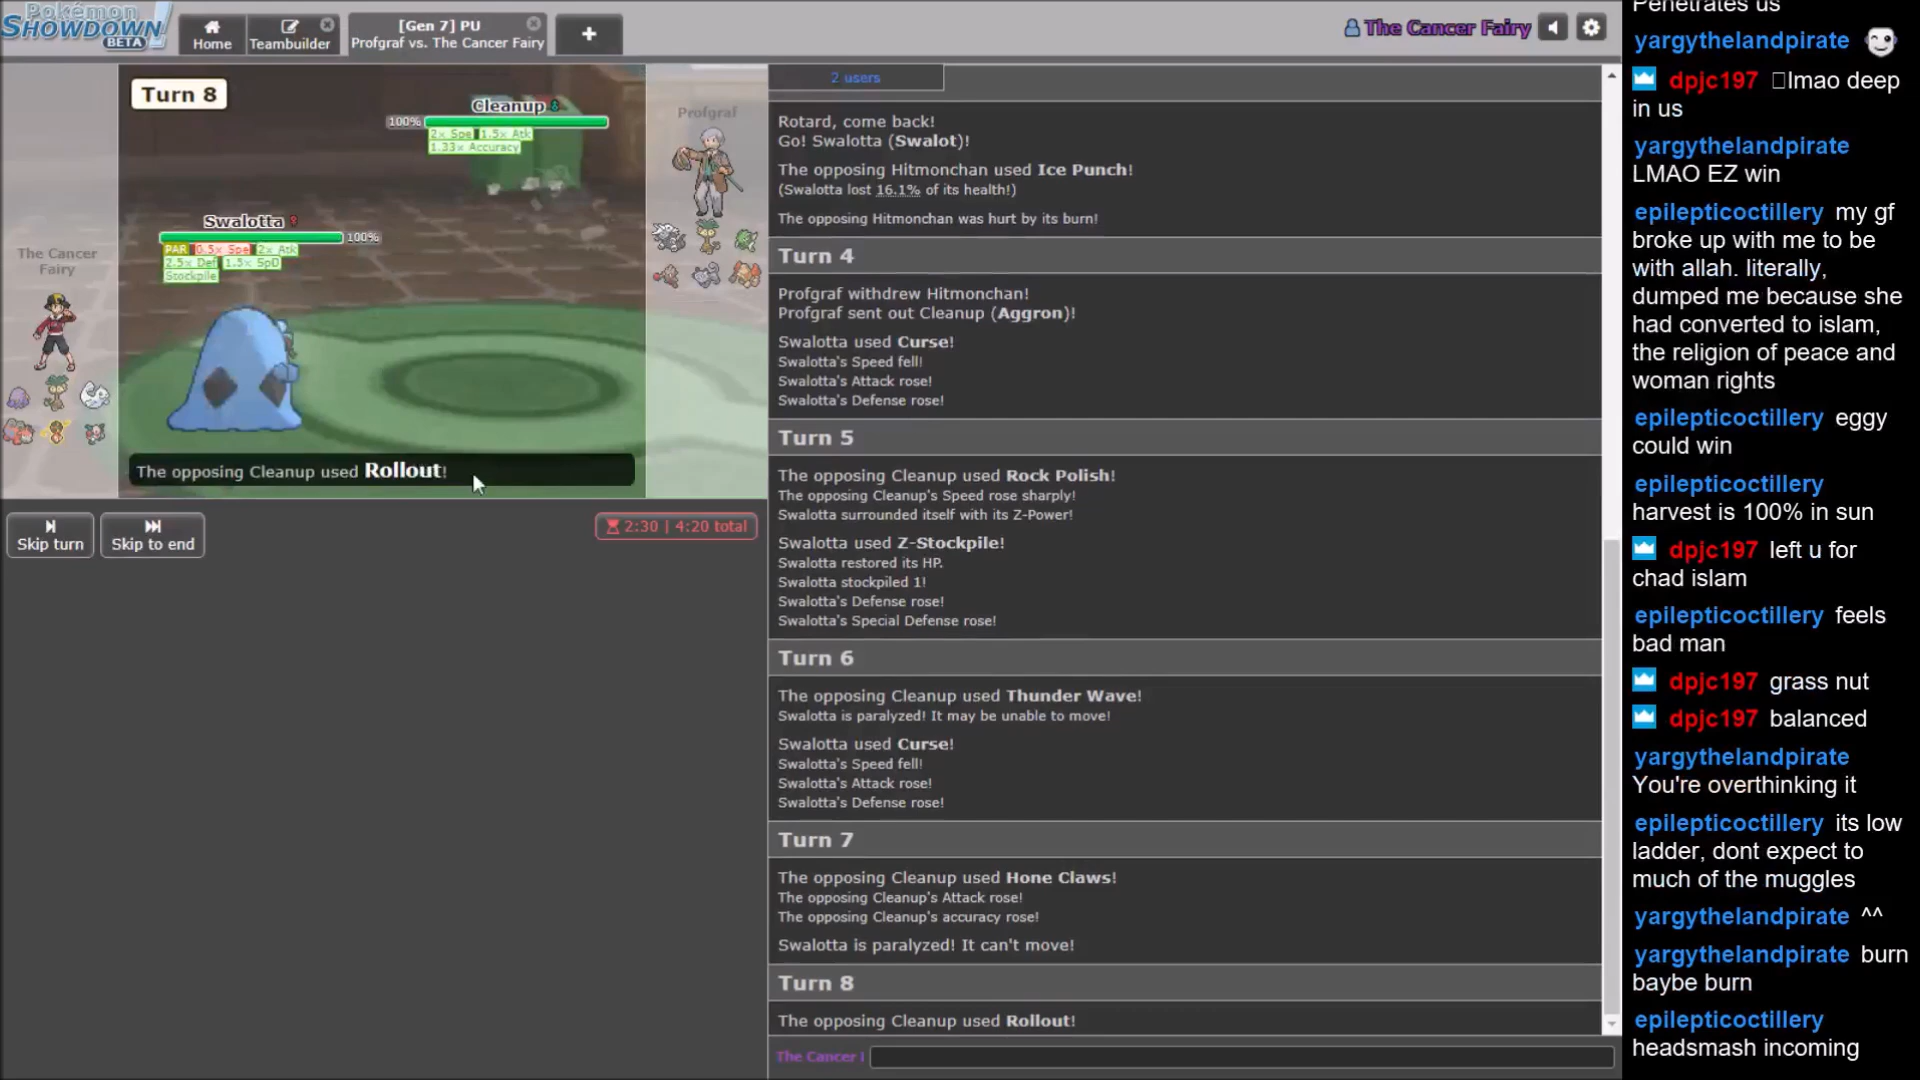 Pokémon
SHOWDOWN!
BETA
Home
Teambuilder
[Gen 7] PU
Profgraf vs. The Cancer Fairy
+
The Cancer Fairy
Turn 8
Cleanup
100%
2x Spe 1.5x Atk
1.33x Accuracy
Swalotta
100%
PAR 0.5x Spe 2x Atk
2.5x Def 1.5x SpD
Stockpile
The Cancer
Fairy
Profgraf
The opposing Cleanup used Rollout!
Skip turn
Skip to end
2:30 | 4:20 total
2 users
Rotard, come back!
Go! Swalotta (Swalot)!
The opposing Hitmonchan used Ice Punch!
(Swalotta lost 16.1% of its health!)
The opposing Hitmonchan was hurt by its burn!
Turn 4
Profgraf withdrew Hitmonchan!
Profgraf sent out Cleanup (Aggron)!
Swalotta used Curse!
Swalotta's Speed fell!
Swalotta's Attack rose!
Swalotta's Defense rose!
Turn 5
The opposing Cleanup used Rock Polish!
The opposing Cleanup's Speed rose sharply!
Swalotta surrounded itself with its Z-Power!
Swalotta used Z-Stockpile!
Swalotta restored its HP.
Swalotta stockpiled 1!
Swalotta's Defense rose!
Swalotta's Special Defense rose!
Turn 6
The opposing Cleanup used Thunder Wave!
Swalotta is paralyzed! It may be unable to move!
Swalotta used Curse!
Swalotta's Speed fell!
Swalotta's Attack rose!
Swalotta's Defense rose!
Turn 7
The opposing Cleanup used Hone Claws!
The opposing Cleanup's Attack rose!
The opposing Cleanup's accuracy rose!
Swalotta is paralyzed! It can't move!
Turn 8
The opposing Cleanup used Rollout!
The Cancer
Penetrates us
yargythelandpirate
dpjc197 lmao deep
in us
yargythelandpirate
LMAO EZ win
epilepticoctillery my gf
broke up with me to be
with allah. literally,
dumped me because she
had converted to islam,
the religion of peace and
woman rights
epilepticoctillery eggy
could win
epilepticoctillery
harvest is 100% in sun
dpjc197 left u for
chad islam
epilepticoctillery feels
bad man
dpjc197 grass nut
dpjc197 balanced
yargythelandpirate
You're overthinking it
epilepticoctillery its low
ladder, dont expect to
much of the muggles
yargythelandpirate ^^
yargythelandpirate burn
baybe burn
epilepticoctillery
headsmash incoming